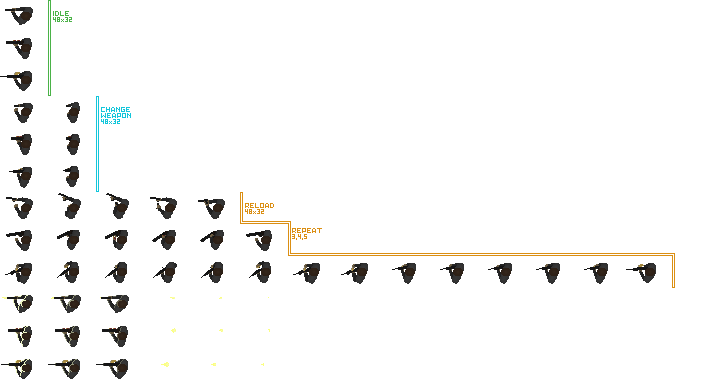 IDLE
48x32
CHANGE
WEAPON
48x32
RELOAD
48x32
REPEAT
3,4,5